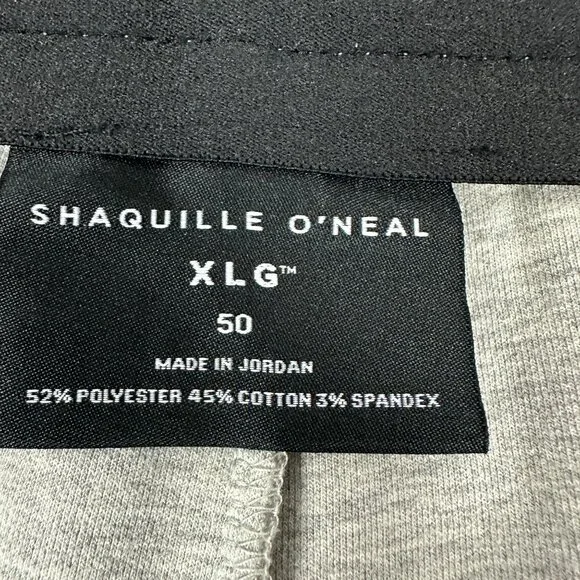 SHAQUILLE O'NEAL
XLG™
50
MADE IN JORDAN
52% POLYESTER 45% COTTON 3% SPANDEX